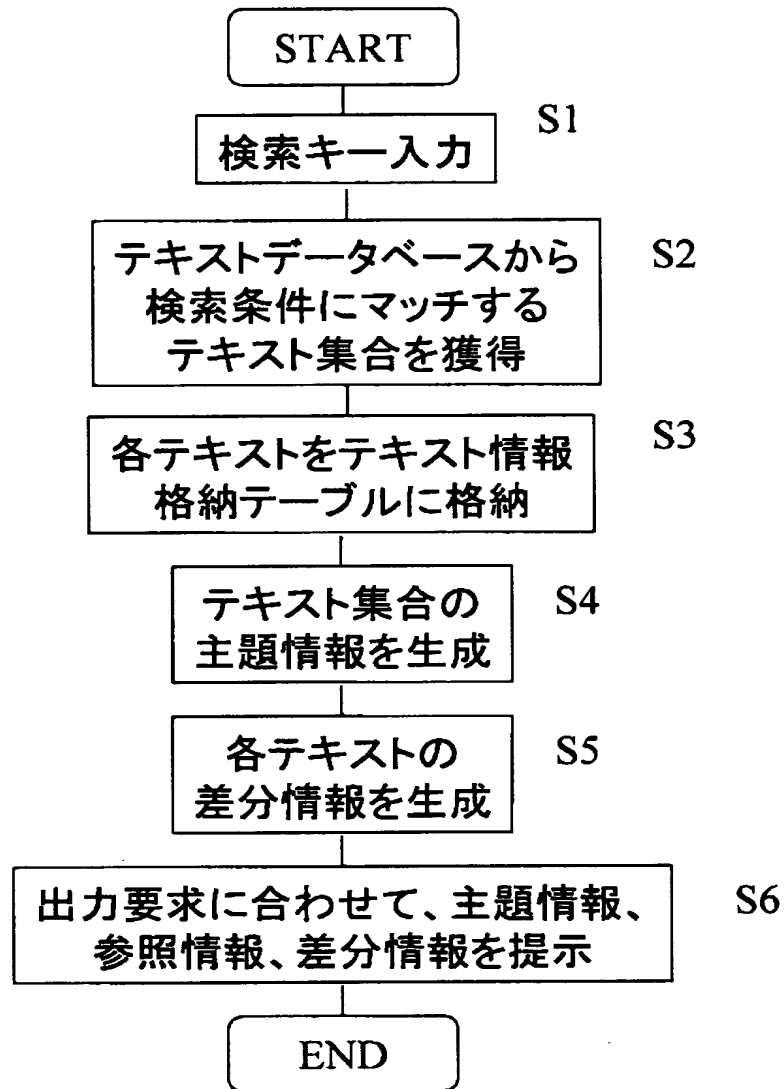 START
S1
検索キー入力
テキストデータベースから
S2
検索条件にマッチする
テキスト集合を獲得
各テキストをテキスト情報
S3
格納テーブルに格納
テキスト集合の
S4
主題情報を生成
各テキストの
S5
差分情報を生成
出力要求に合わせて、主題情報、
S6
参照情報、差分情報を提示
END